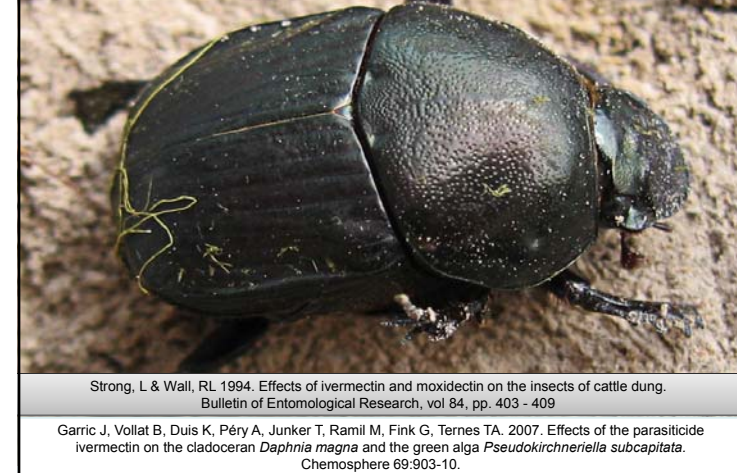 Strong, L & Wall, RL 1994. Effects of ivermectin and moxidectin on the insects of cattle dung.
Bulletin of Entomological Research, vol 84, pp. 403 - 409
Garric J, Vollat B, Duis K, Péry A, Junker T, Ramil M, Fink G, Ternes TA. 2007. Effects of the parasiticide
ivermectin on the cladoceran Daphnia magna and the green alga Pseudokirchneriella subcapitata.
Chemosphere 69:903-10.